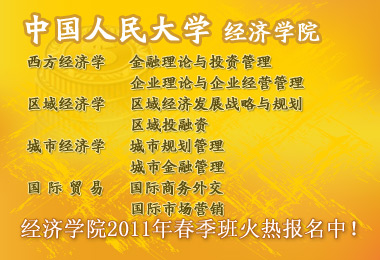 中国人民大学 经济学院
西方经济学 金融理论与投资管理
企业理论与企业经营管理
区域经济学 区域经济发展战略与规划
区域投融资
城市经济学 城市规划管理
城市金融管理
国际贸易 国际商务外交
国际市场营销
经济学院2011年春季班火热报名中！